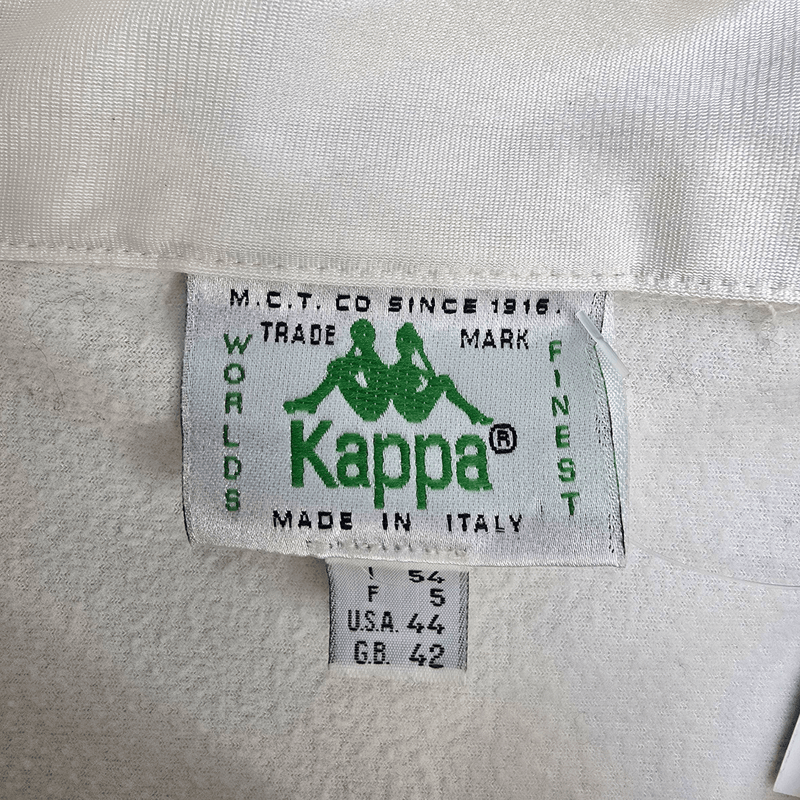 M.C.T. CO SINCE 1916.
TRADE MARK
WORLDS
FINEST
Kappa®
MADE IN ITALY
I 54
F 5
U.S.A. 44
G.B. 42